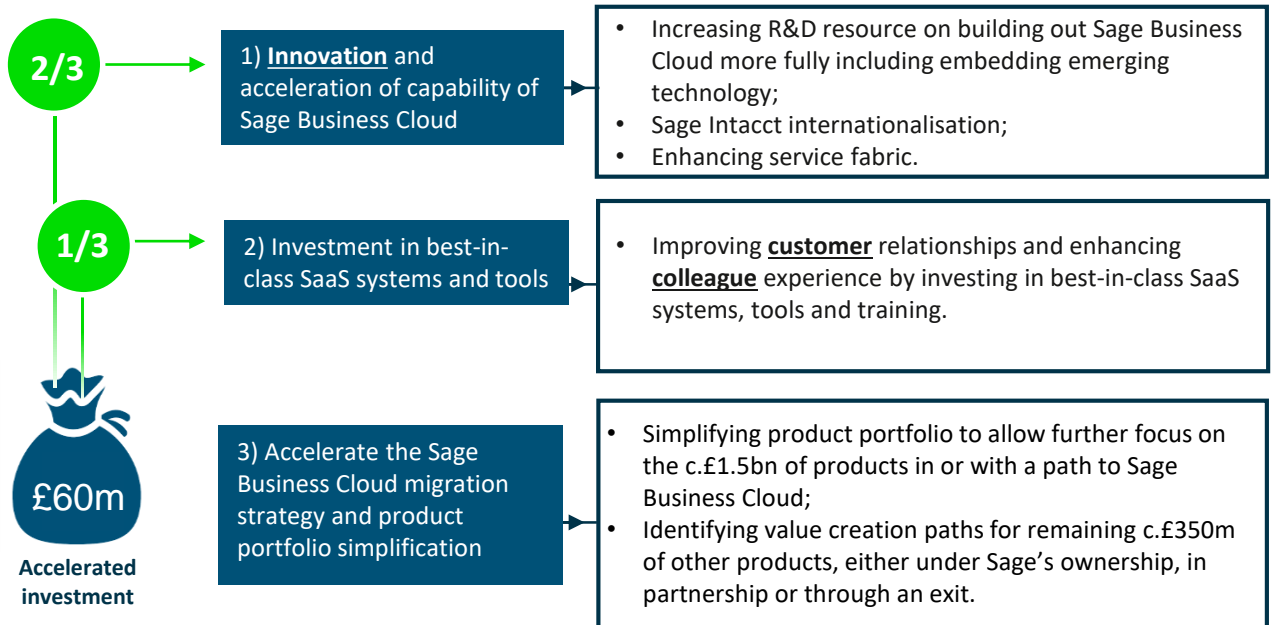 2/3
1) Innovation and
acceleration of capability of
Sage Business Cloud
• Increasing R&D resource on building out Sage Business
Cloud more fully including embedding emerging
technology;
• Sage Intacct internationalisation;
• Enhancing service fabric.
1/3
2) Investment in best-in-
class SaaS systems and tools
• Improving customer relationships and enhancing
colleague experience by investing in best-in-class SaaS
systems, tools and training.
£60m
Accelerated
investment
3) Accelerate the Sage
Business Cloud migration
strategy and product
portfolio simplification
• Simplifying product portfolio to allow further focus on
the c.£1.5bn of products in or with a path to Sage
Business Cloud;
• Identifying value creation paths for remaining c.£350m
of other products, either under Sage’s ownership, in
partnership or through an exit.